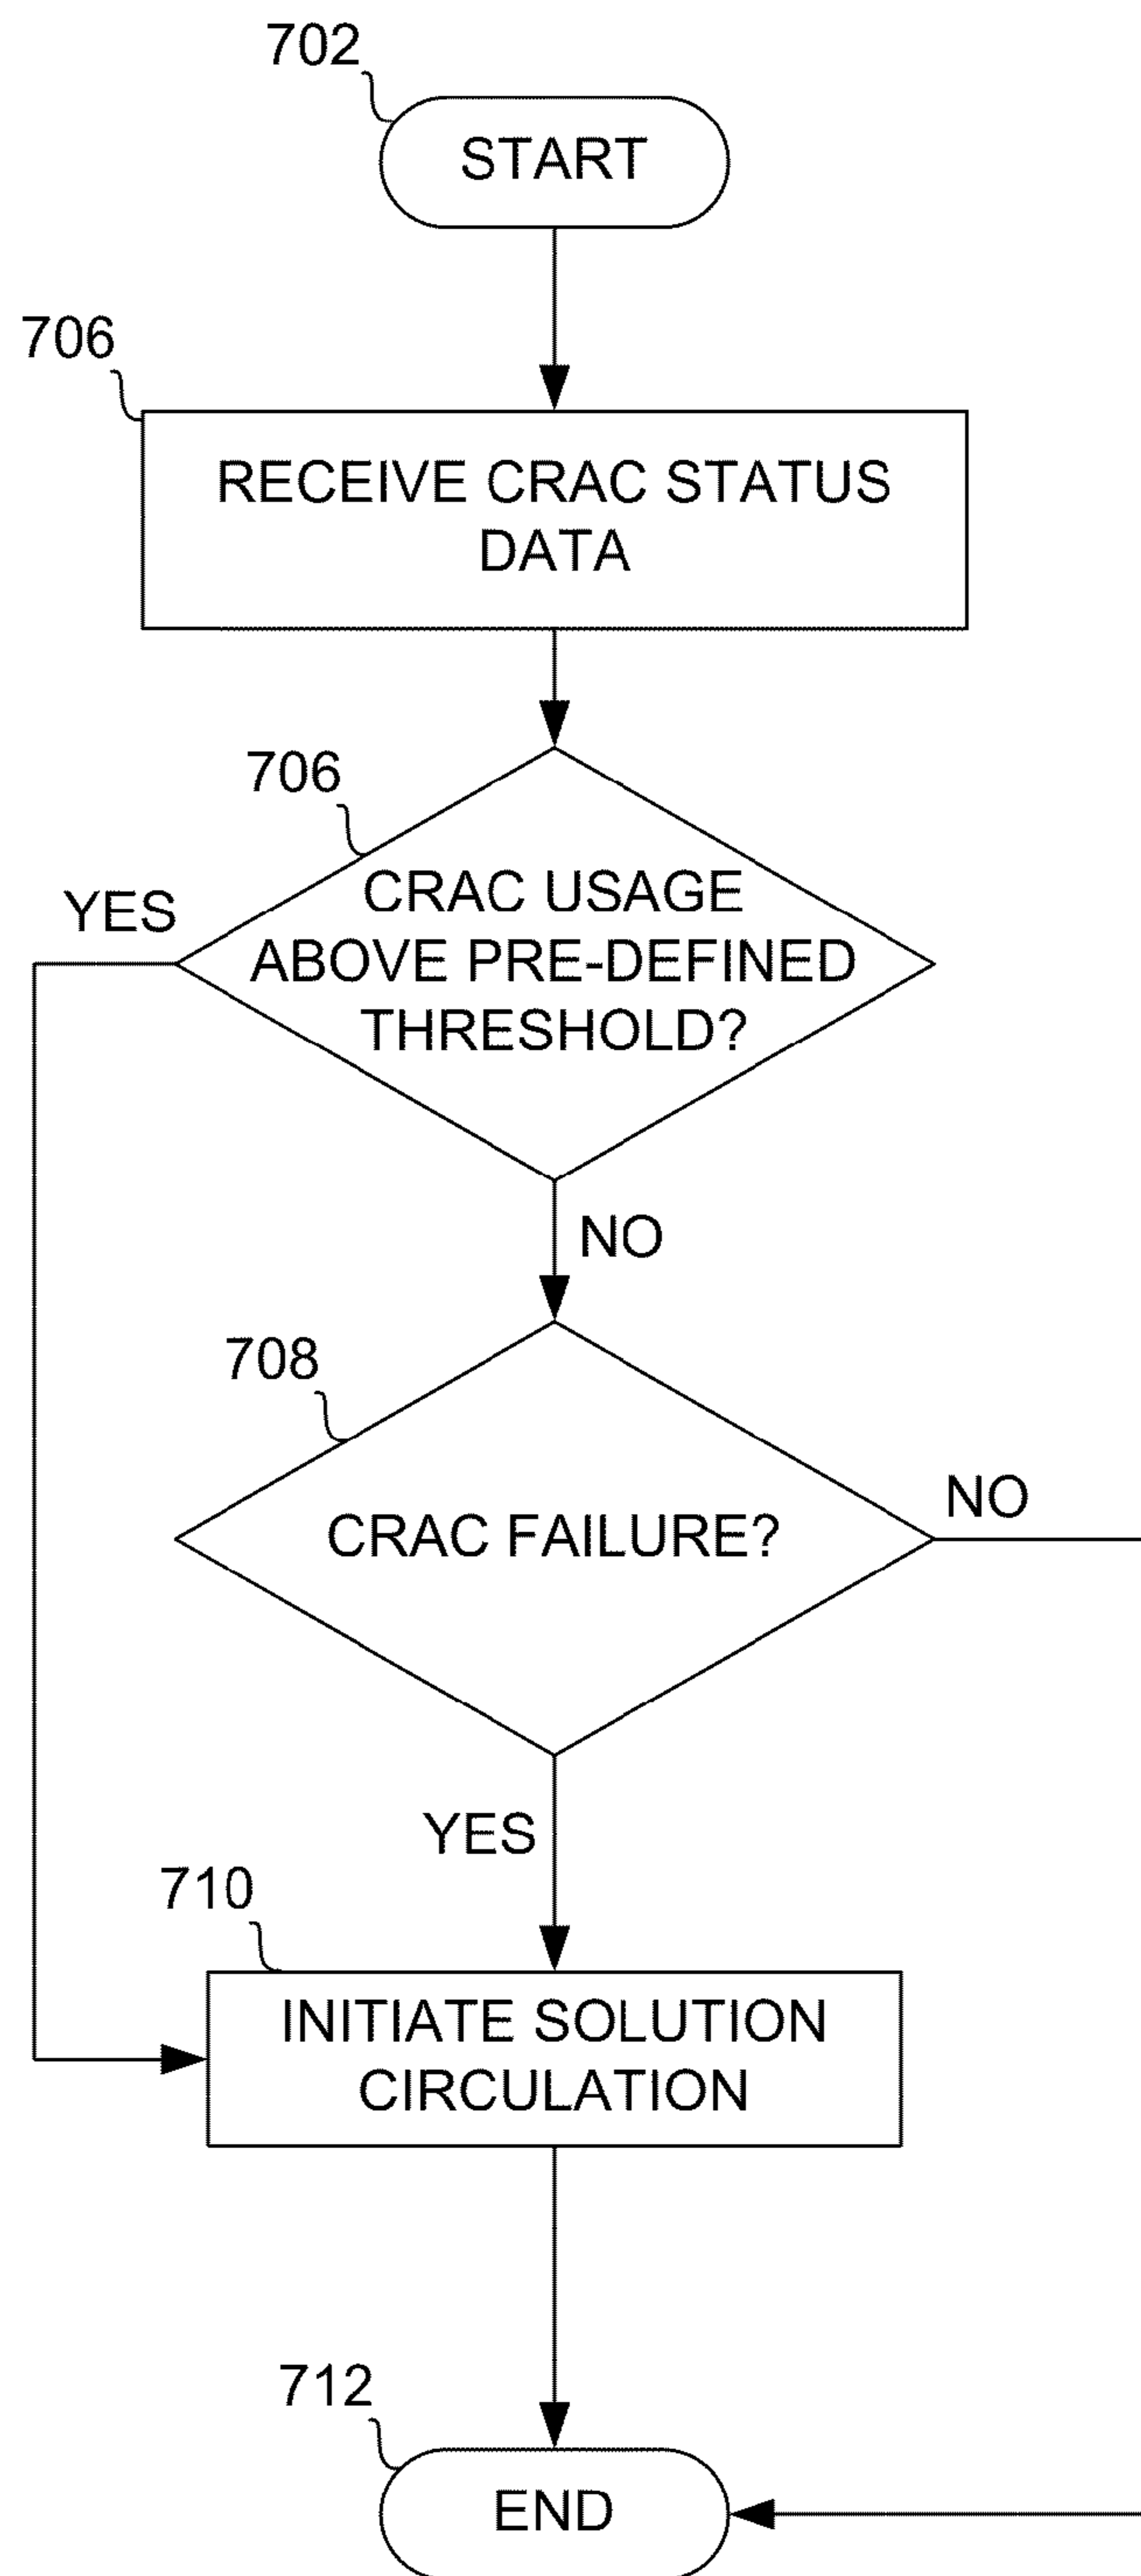 702
START
706
RECEIVE CRAC STATUS
DATA
706
YES
CRAC USAGE
ABOVE PRE-DEFINED
THRESHOLD?
NO
708
CRAC FAILURE?
NO
YES
710
INITIATE SOLUTION
CIRCULATION
712
END